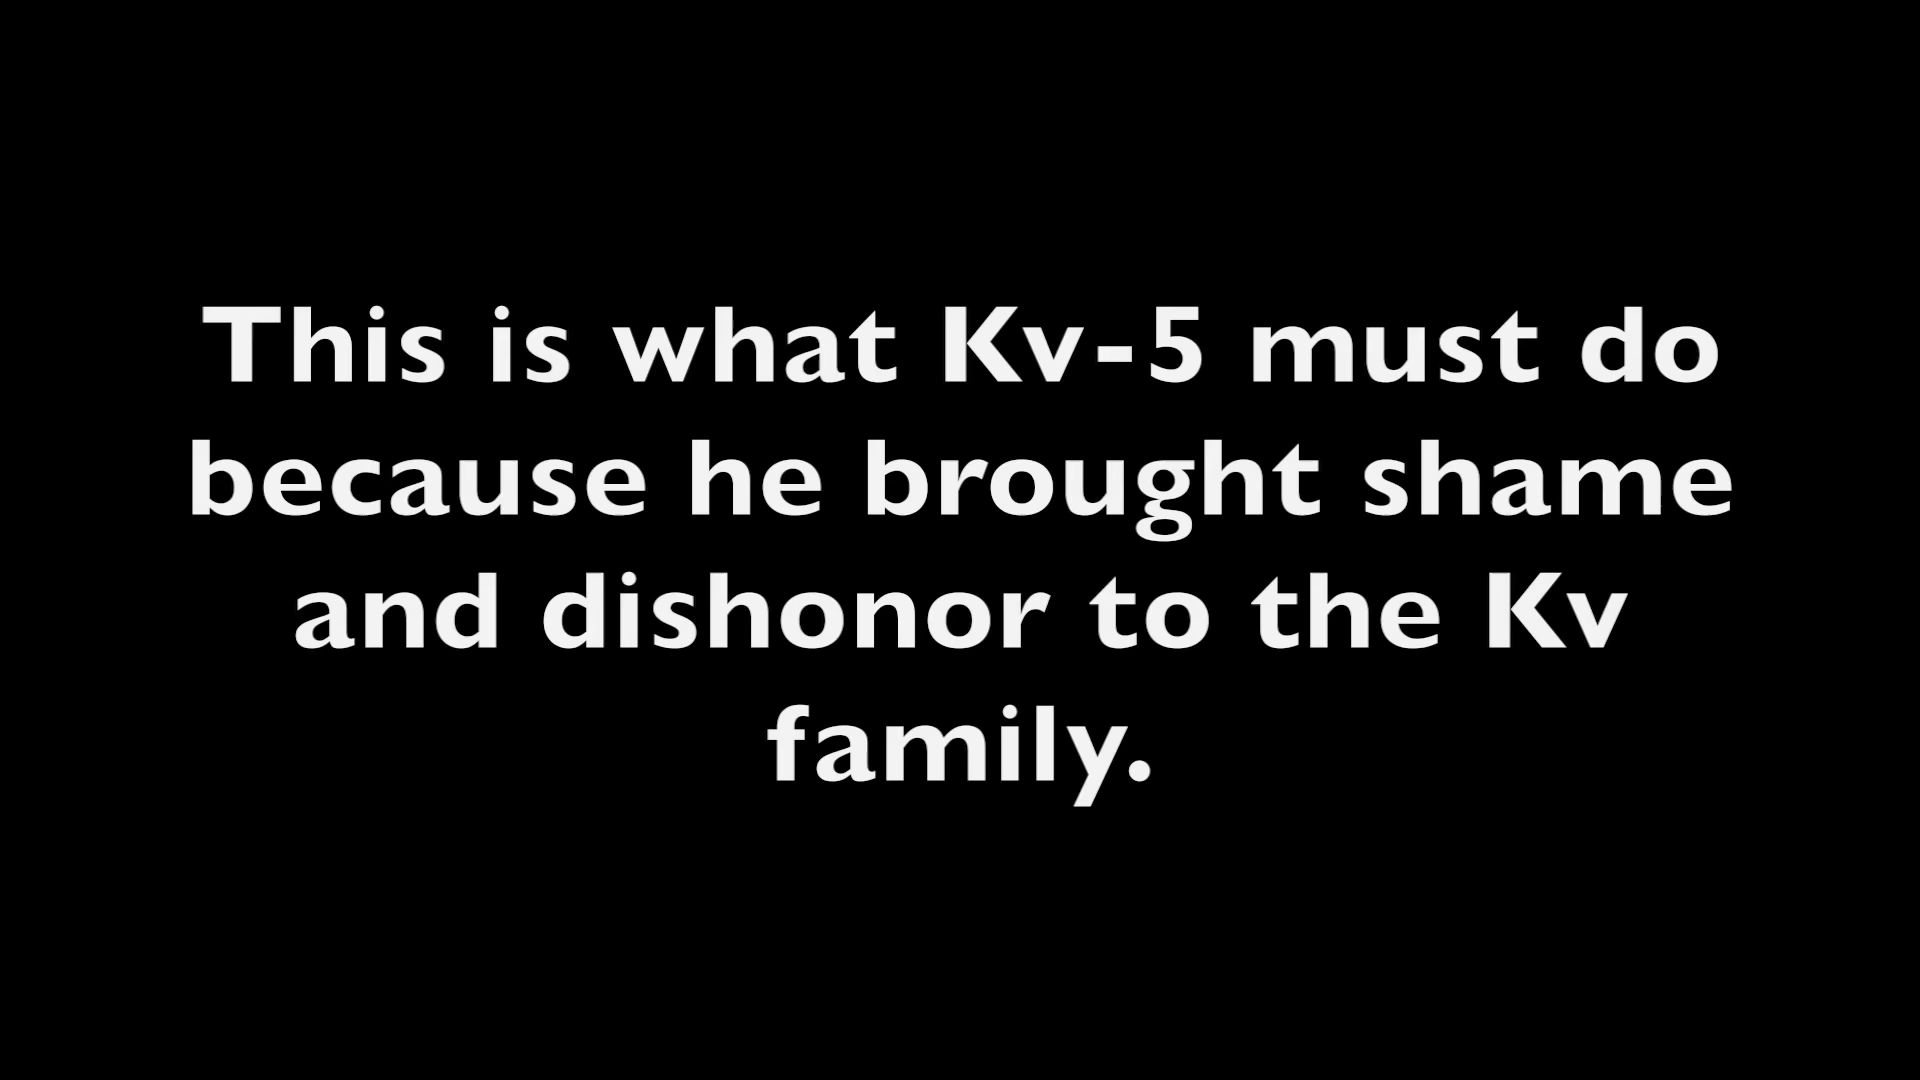 This is what Kv-5 must do
because he brought shame
and dishonor to the Kv
family.